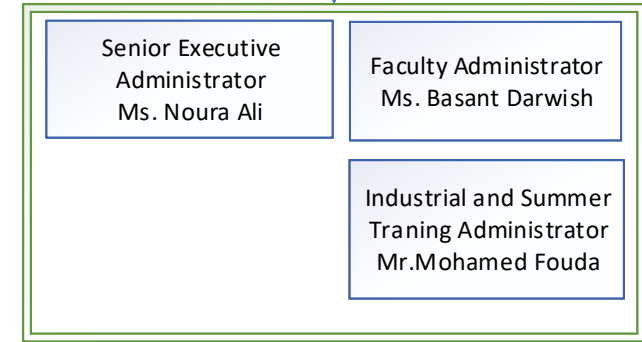 Senior Executive
Administrator
Ms. Noura Ali
Faculty Administrator
Ms. Basant Darwish
Industrial and Summer
Traning Administrator
Mr.Mohamed Fouda